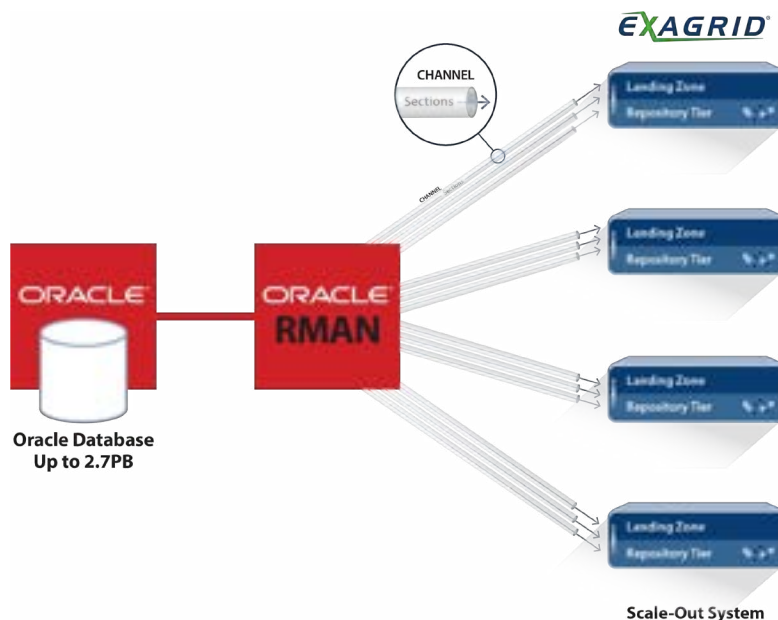 EXAGRID®
CHANNEL
Sections
Landing Zone
Repository Tier
CHANNEL Sections
Landing Zone
Repository Tier
ORACLE
ORACLE
RMAN
Landing Zone
Repository Tier
Oracle Database
Up to 2.7PB
Landing Zone
Repository Tier
Scale-Out System